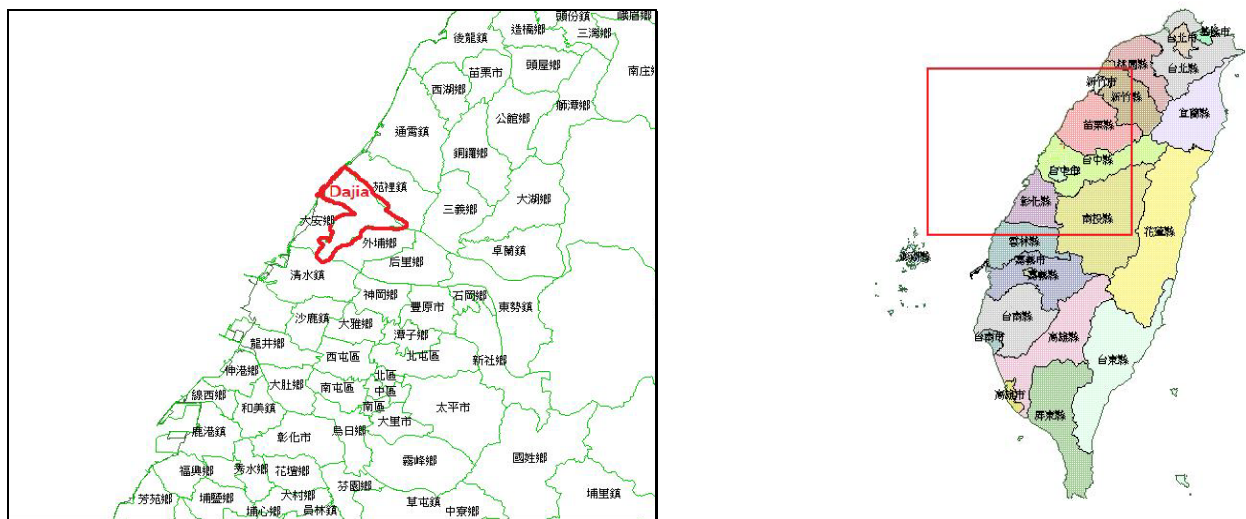 頭份鎮
峨眉鄉
造橋鄉
三灣鄉
後龍鎮
頭屋鄉
苗栗市
南庄
西湖鄉
獅潭鄉
公館鄉
通霄鎮
銅鑼鄉
Dajia
苑裡鎮
大湖鄉
三義鄉
大安鄉
外埔鄉
卓蘭鎮
后里鄉
清水鎮
神岡鄉
石岡鄉
豐原市
東勢鎮
沙鹿鎮
大雅鄉
潭子鄉
龍井鄉
西屯區
北屯區
新社鄉
伸港鄉
北區
大肚鄉
南屯區
中區
線西鄉
和美鎮
南區
太平市
大里市
鹿港鎮
彰化市
烏日鄉
霧峰鄉
國姓鄉
福興鄉
秀水鄉
花壇鄉
芬園鄉
芳苑鄉
埔鹽鄉
大村鄉
草屯鎮
埔里鎮
埔心鄉
員林鎮
中寮鄉
基隆市
台北市
桃園縣
台北縣
新竹市
新竹縣
宜蘭縣
苗栗縣
台中縣
台中市
彰化縣
南投縣
花蓮縣
雲林縣
澎湖縣
嘉義市
嘉義縣
台南縣
台南市
高雄縣
台東縣
高雄市
屏東縣